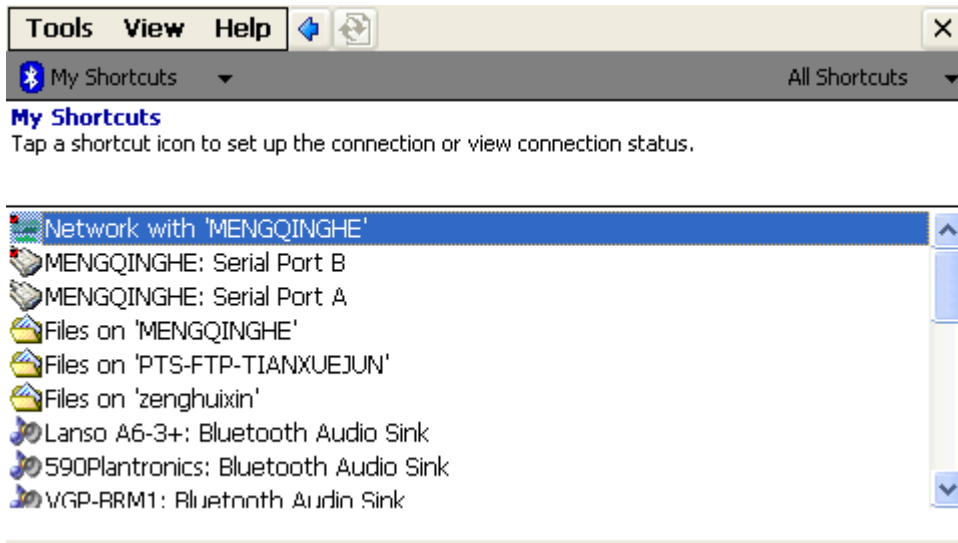 Tools View Help
My Shortcuts All Shortcuts
My Shortcuts
Tap a shortcut icon to set up the connection or view connection status.
Network with 'MENGQINGHE'
MENGQINGHE: Serial Port B
MENGQINGHE: Serial Port A
Files on 'MENGQINGHE'
Files on 'PTS-FTP-TIANXUEJUN'
Files on 'zenghuixin'
Lanso A6-3+: Bluetooth Audio Sink
590Plantronics: Bluetooth Audio Sink
VGP-BRM1: Bluetooth Audio Sink